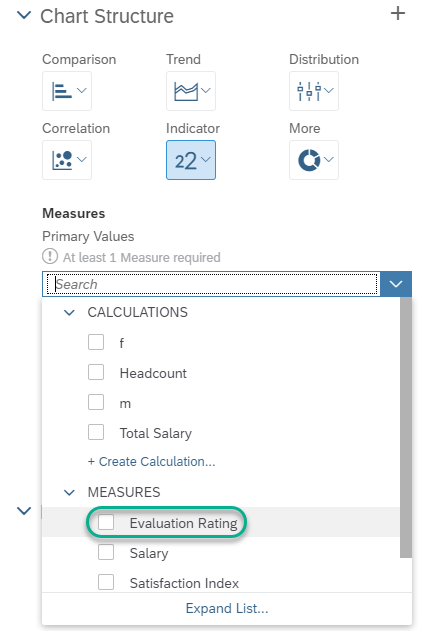 Chart Structure
Comparison Trend Distribution
Correlation Indicator More
22
Measures
Primary Values
At least 1 Measure required
Search
CALCULATIONS
f
Headcount
m
Total Salary
+ Create Calculation...
MEASURES
Evaluation Rating
Salary
Satisfaction Index
Expand List...